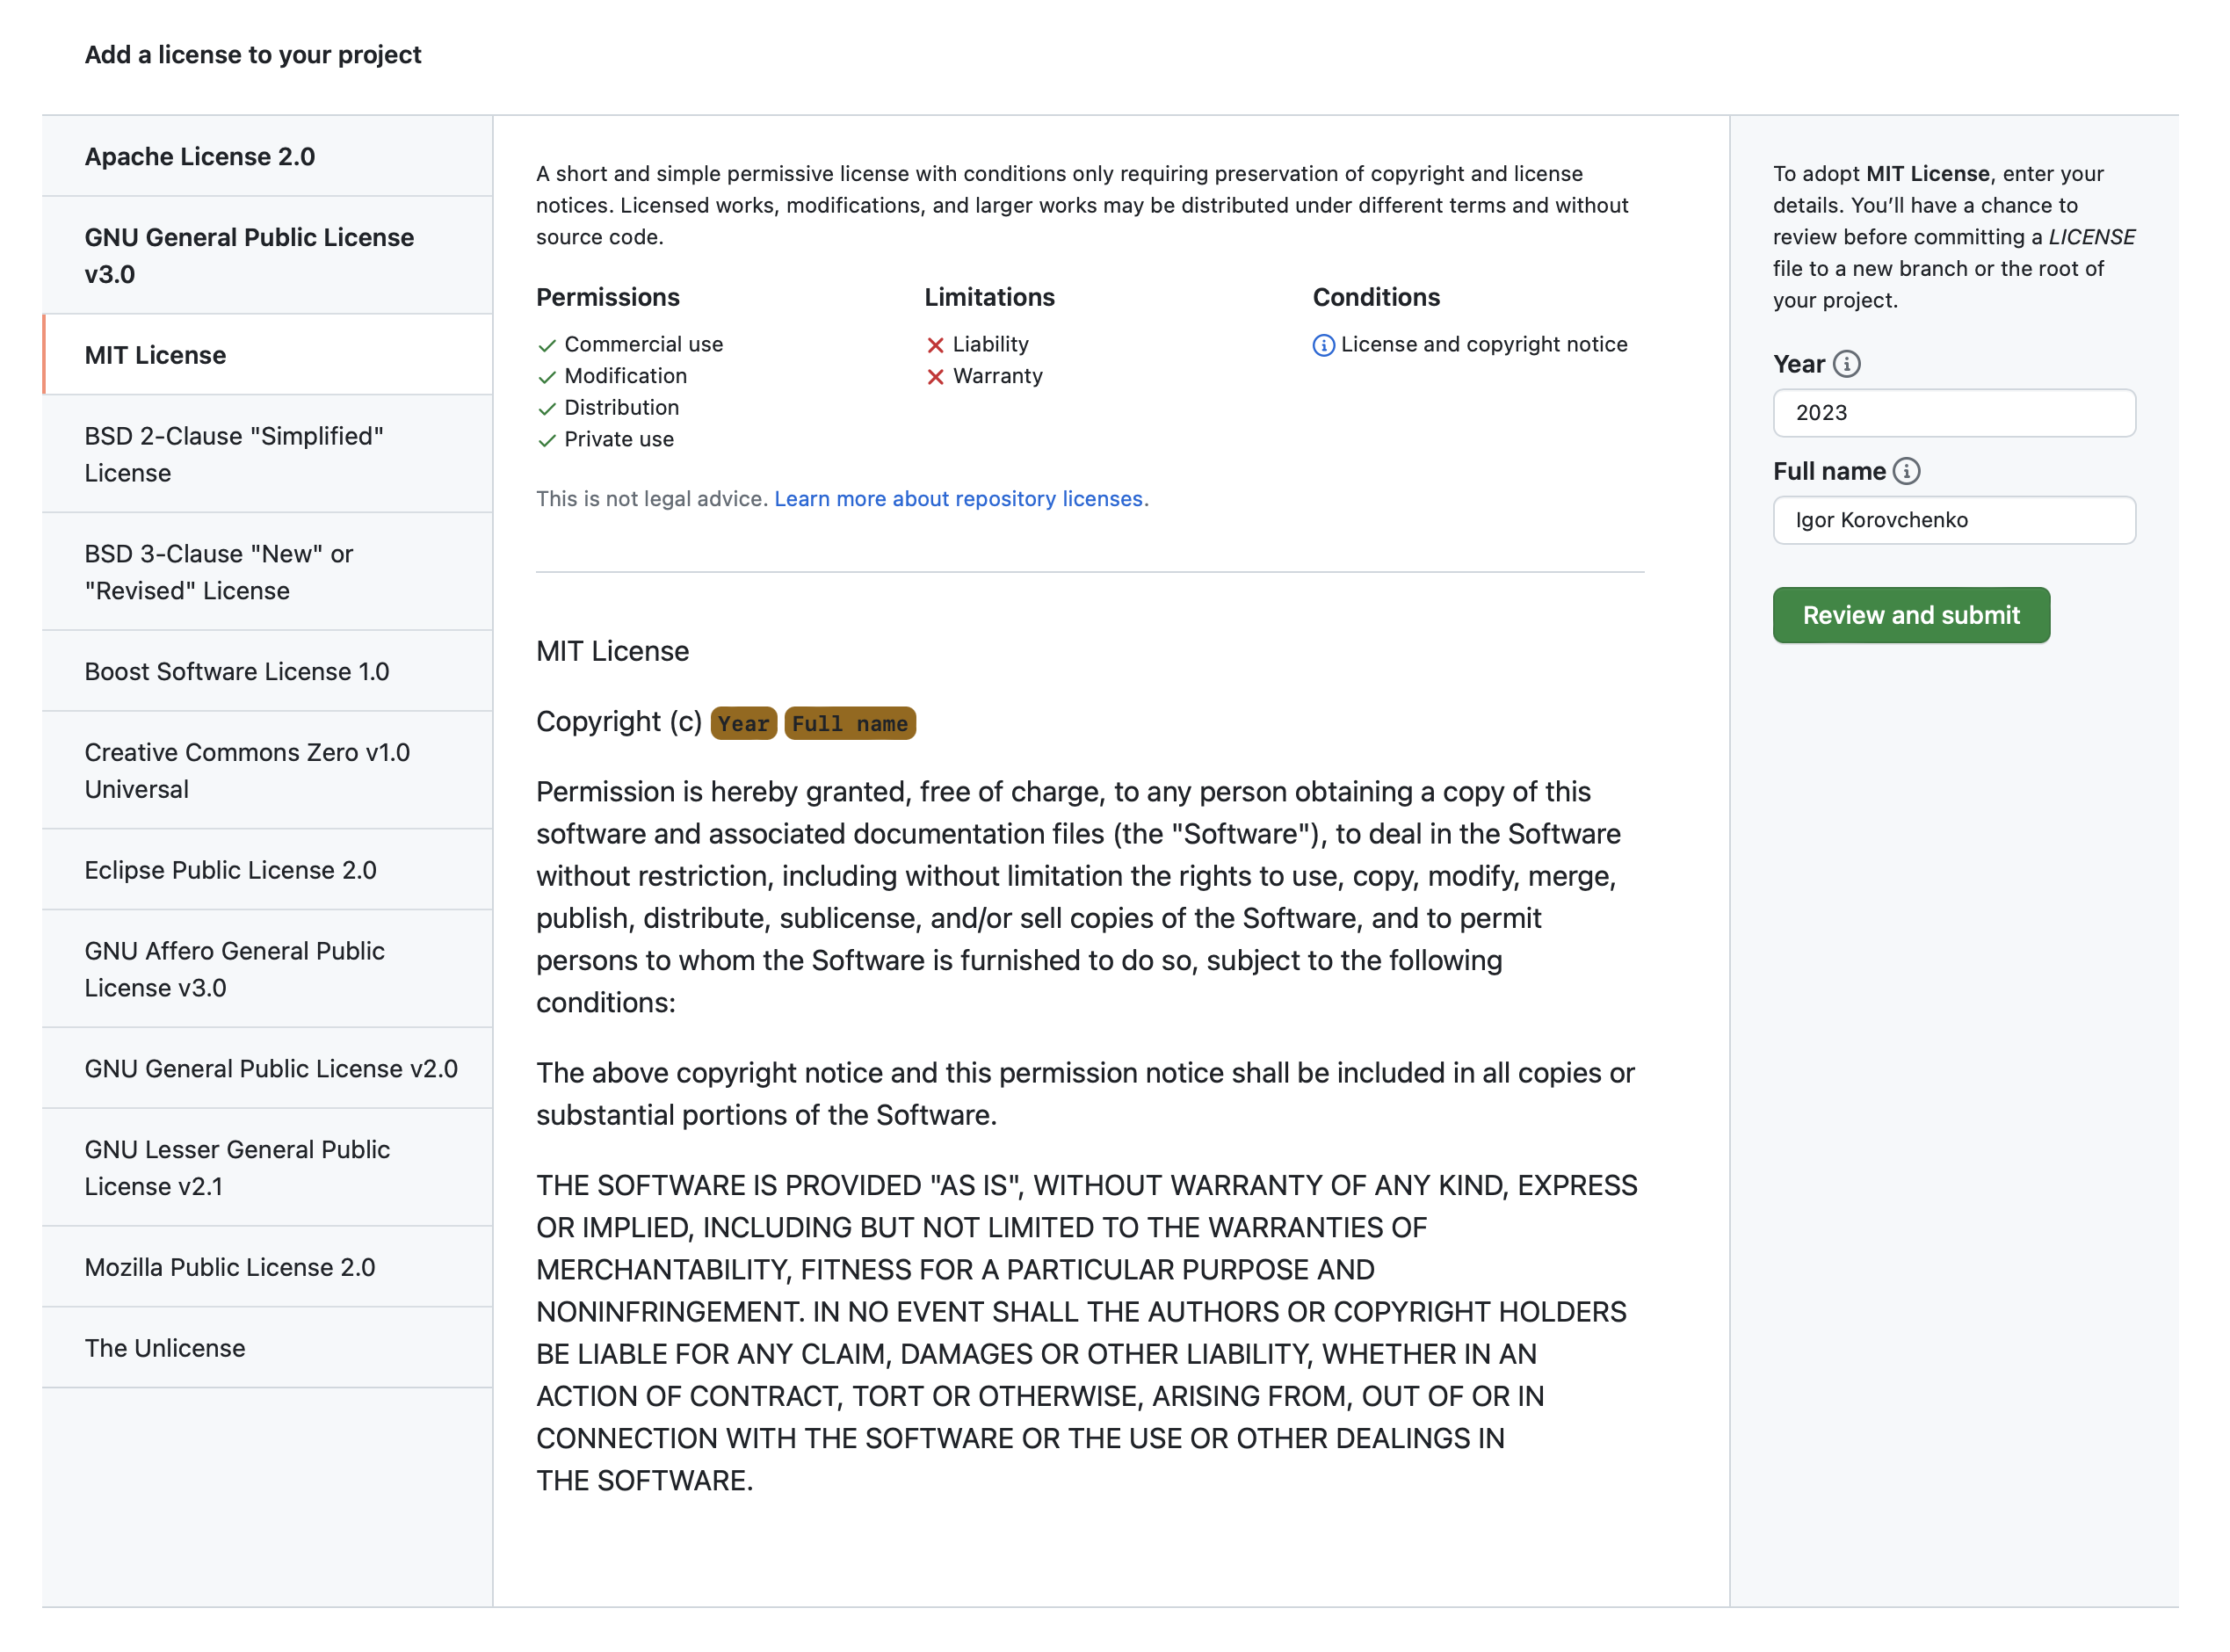 Add a license to your project
Apache License 2.0
GNU General Public License
v3.0
MIT License
BSD 2-Clause "Simplified"
License
BSD 3-Clause "New" or
"Revised" License
Boost Software License 1.0
Creative Commons Zero v1.0
Universal
Eclipse Public License 2.0
GNU Affero General Public
License v3.0
GNU General Public License v2.0
GNU Lesser General Public
License v2.1
Mozilla Public License 2.0
The Unlicense
A short and simple permissive license with conditions only requiring preservation of copyright and license
notices. Licensed works, modifications, and larger works may be distributed under different terms and without
source code.
Permissions
Commercial use
Modification
Distribution
Private use
Limitations
Liability
Warranty
Conditions
License and copyright notice
This is not legal advice. Learn more about repository licenses.
MIT License
Copyright (c) Year Full name
Permission is hereby granted, free of charge, to any person obtaining a copy of this
software and associated documentation files (the "Software"), to deal in the Software
without restriction, including without limitation the rights to use, copy, modify, merge,
publish, distribute, sublicense, and/or sell copies of the Software, and to permit
persons to whom the Software is furnished to do so, subject to the following
conditions:
The above copyright notice and this permission notice shall be included in all copies or
substantial portions of the Software.
THE SOFTWARE IS PROVIDED "AS IS", WITHOUT WARRANTY OF ANY KIND, EXPRESS
OR IMPLIED, INCLUDING BUT NOT LIMITED TO THE WARRANTIES OF
MERCHANTABILITY, FITNESS FOR A PARTICULAR PURPOSE AND
NONINFRINGEMENT. IN NO EVENT SHALL THE AUTHORS OR COPYRIGHT HOLDERS
BE LIABLE FOR ANY CLAIM, DAMAGES OR OTHER LIABILITY, WHETHER IN AN
ACTION OF CONTRACT, TORT OR OTHERWISE, ARISING FROM, OUT OF OR IN
CONNECTION WITH THE SOFTWARE OR THE USE OR OTHER DEALINGS IN
THE SOFTWARE.
To adopt MIT License, enter your
details. You’ll have a chance to
review before committing a LICENSE
file to a new branch or the root of
your project.
Year
2023
Full name
Igor Korovchenko
Review and submit